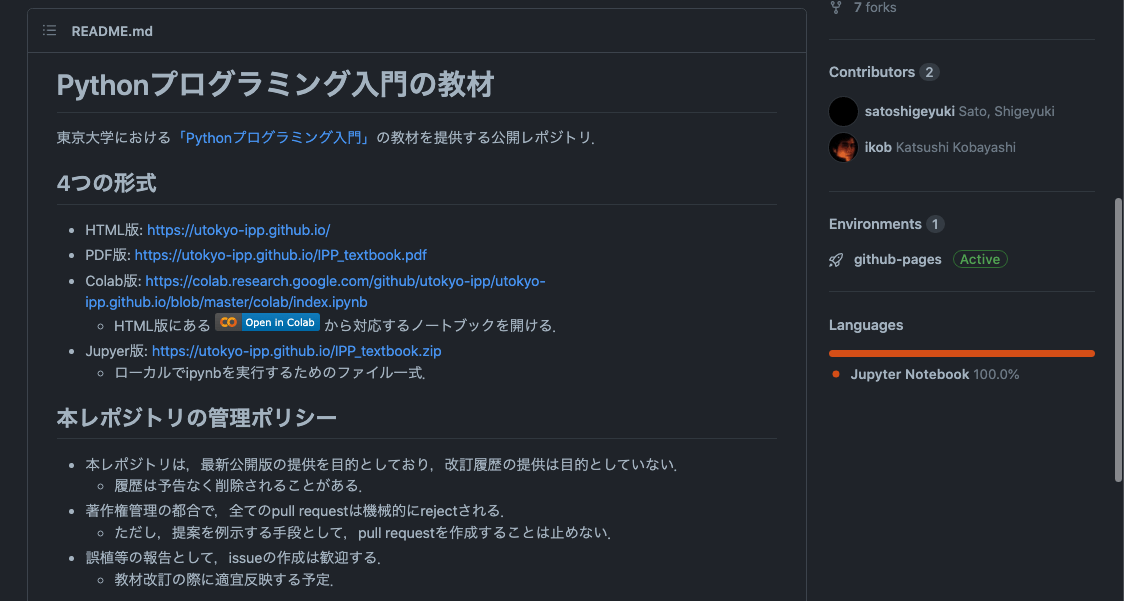 README.md
Pythonプログラミング入門の教材
東京大学における「Pythonプログラミング入門」の教材を提供する公開レポジトリ．
4つの形式
HTML版: https://utokyo-ipp.github.io/
PDF版: https://utokyo-ipp.github.io/IPP_textbook.pdf
Colab版: https://colab.research.google.com/github/utokyo-ipp/utokyo-
ipp.github.io/blob/master/colab/index.ipynb
HTML版にある Open in Colab から対応するノートブックを開ける．
Jupyer版: https://utokyo-ipp.github.io/IPP_textbook.zip
ローカルでipynbを実行するためのファイル一式．
本レポジトリの管理ポリシー
本レポジトリは，最新公開版の提供を目的としており，改訂履歴の提供は目的としていない．
履歴は予告なく削除されることがある．
著作権管理の都合で，全てのpull requestは機械的にrejectされる．
ただし，提案を例示する手段として，pull requestを作成することは止めない．
誤植等の報告として，issueの作成は歓迎する．
教材改訂の際に適宜反映する予定．
7 forks
Contributors 2
satoshigeyuki Sato, Shigeyuki
ikob Katsushi Kobayashi
Environments 1
github-pages Active
Languages
Jupyter Notebook 100.0%